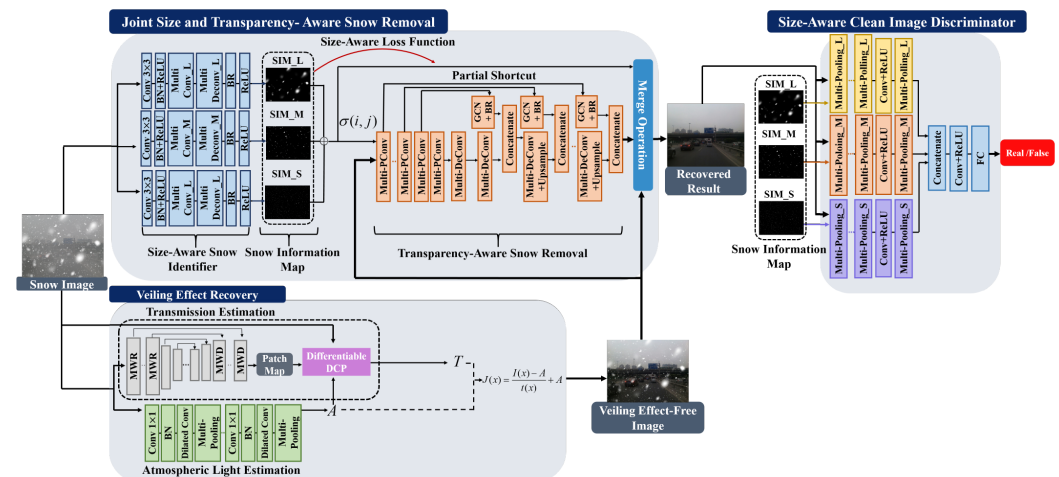 Joint Size and Transparency- Aware Snow Removal
Size-Aware Loss Function
Conv 3×3
BN+ReLU
Multi
Conv_L
Multi
Deconv_L
BR
ReLU
Conv 3×3
BN+ReLU
Multi
Conv_M
Multi
Deconv_M
BR
ReLU
Conv 3×3
BN+ReLU
Multi
Conv_L
Multi
Deconv_L
BR
ReLU
SIM_L
SIM_M
SIM_S
σ(i, j)
Partial Shortcut
Multi-PConv
Multi-PConv
Multi-PConv
Multi-PConv
Multi-DeConv
Multi-DeConv
GCN
+BR
Concatenate
Multi-DeConv
+Upsample
GCN
+BR
Concatenate
Multi-DeConv
+Upsample
GCN
+BR
Concatenate
Merge Operation
Size-Aware Snow
Identifier
Snow Information
Map
Transparency-Aware Snow Removal
Snow Image
Recovered
Result
Size-Aware Clean Image Discriminator
SIM_L
SIM_M
SIM_S
Snow Information
Map
Multi-Pooling_L
Multi-Polling_L
Conv+ReLU
Multi-Pooling_L
Multi-Poloing_M
Multi-Pooling_M
Conv+ReLU
Multi-Pooling_M
Multi-Pooling_S
Multi-Pooling_S
Conv+ReLU
Multi-Pooling_S
Concatenate
Conv+ReLU
FC
Real /False
Veiling Effect Recovery
Transmission Estimation
MWR
MWR
MWD
MWD
Patch
Map
Differentiable
DCP
T
A
J(x) = I(x) − A / t(x) + A
Conv 1×1
BN
Dilated Conv
Multi-
Pooling
Conv 1×1
BN
Dilated Conv
Multi-
Pooling
Atmospheric Light Estimation
Veiling Effect-Free
Image